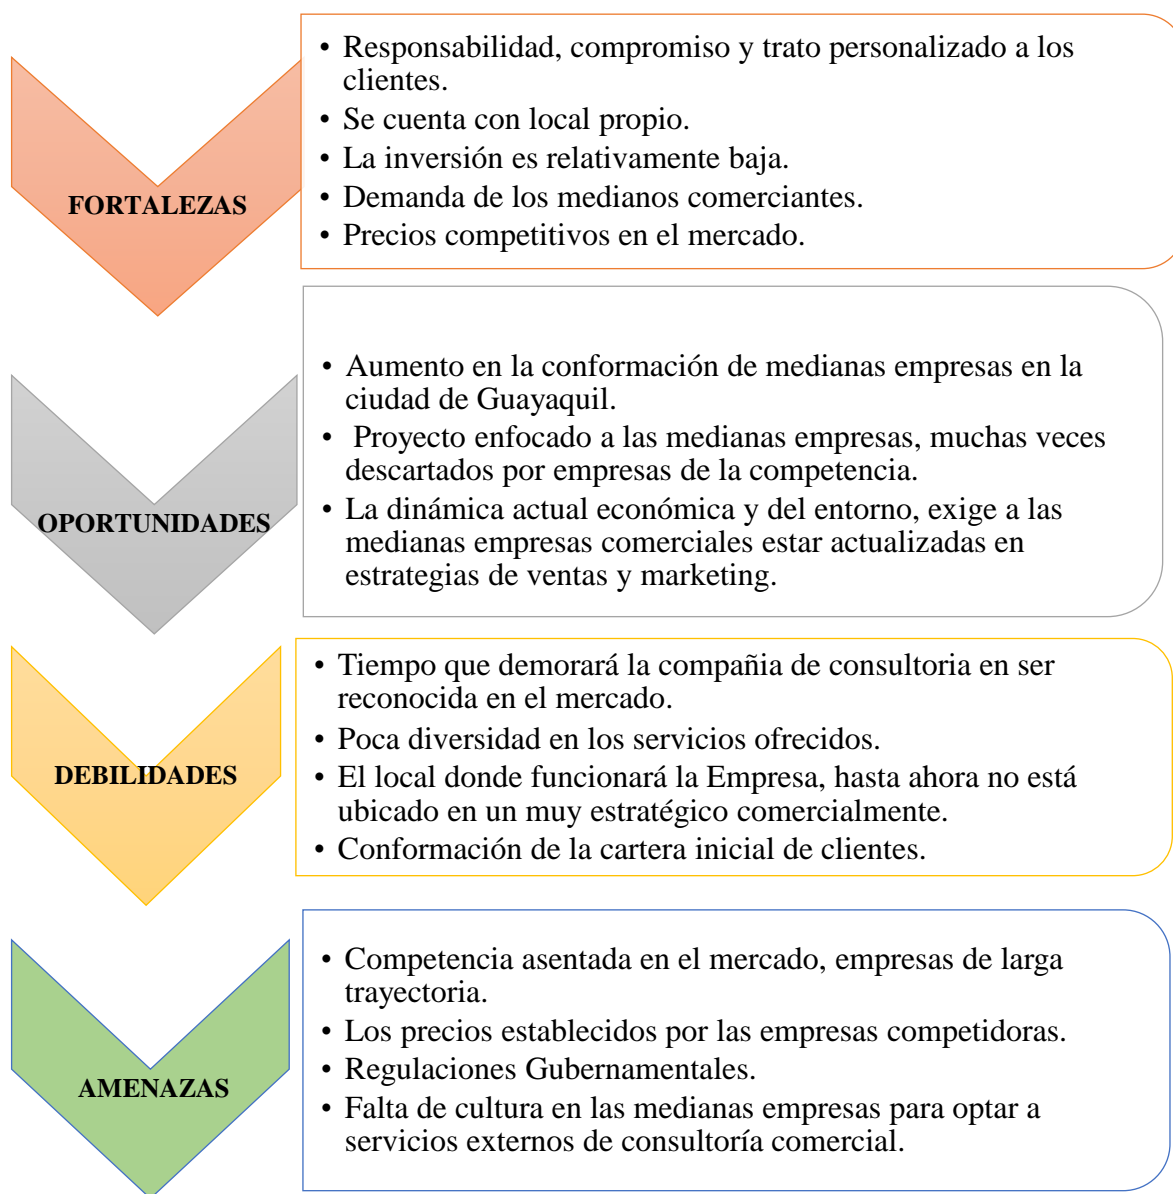 FORTALEZAS
• Responsabilidad, compromiso y trato personalizado a los
clientes.
• Se cuenta con local propio.
• La inversión es relativamente baja.
• Demanda de los medianos comerciantes.
• Precios competitivos en el mercado.
OPORTUNIDADES
• Aumento en la conformación de medianas empresas en la
ciudad de Guayaquil.
• Proyecto enfocado a las medianas empresas, muchas veces
descartados por empresas de la competencia.
• La dinámica actual económica y del entorno, exige a las
medianas empresas comerciales estar actualizadas en
estrategias de ventas y marketing.
DEBILIDADES
• Tiempo que demorará la compañia de consultoria en ser
reconocida en el mercado.
• Poca diversidad en los servicios ofrecidos.
• El local donde funcionará la Empresa, hasta ahora no está
ubicado en un muy estratégico comercialmente.
• Conformación de la cartera inicial de clientes.
AMENAZAS
• Competencia asentada en el mercado, empresas de larga
trayectoria.
• Los precios establecidos por las empresas competidoras.
• Regulaciones Gubernamentales.
• Falta de cultura en las medianas empresas para optar a
servicios externos de consultoría comercial.